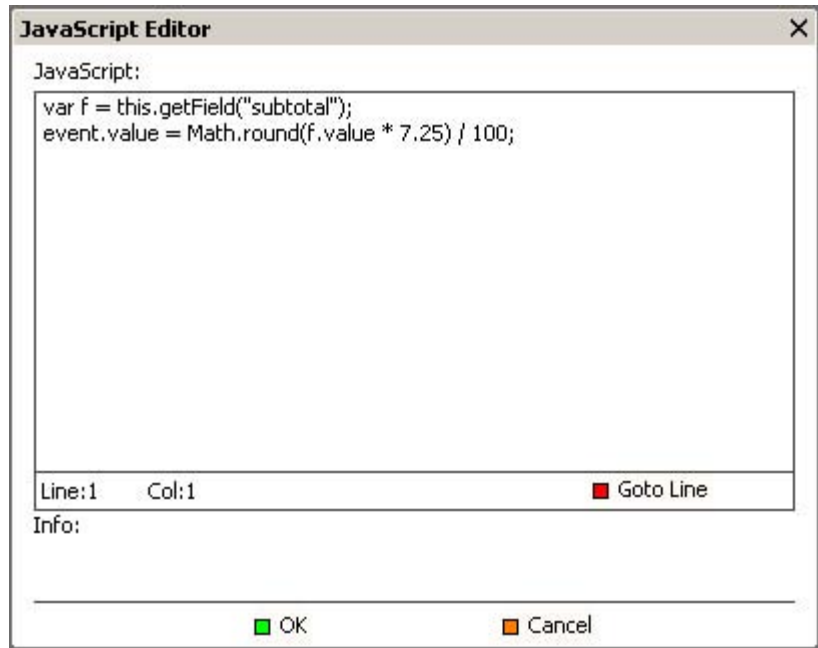 JavaScript Editor
JavaScript:
var f = this.getField("subtotal");
event.value = Math.round(f.value * 7.25) / 100;
Line:1 Col:1 Goto Line
Info:
OK Cancel